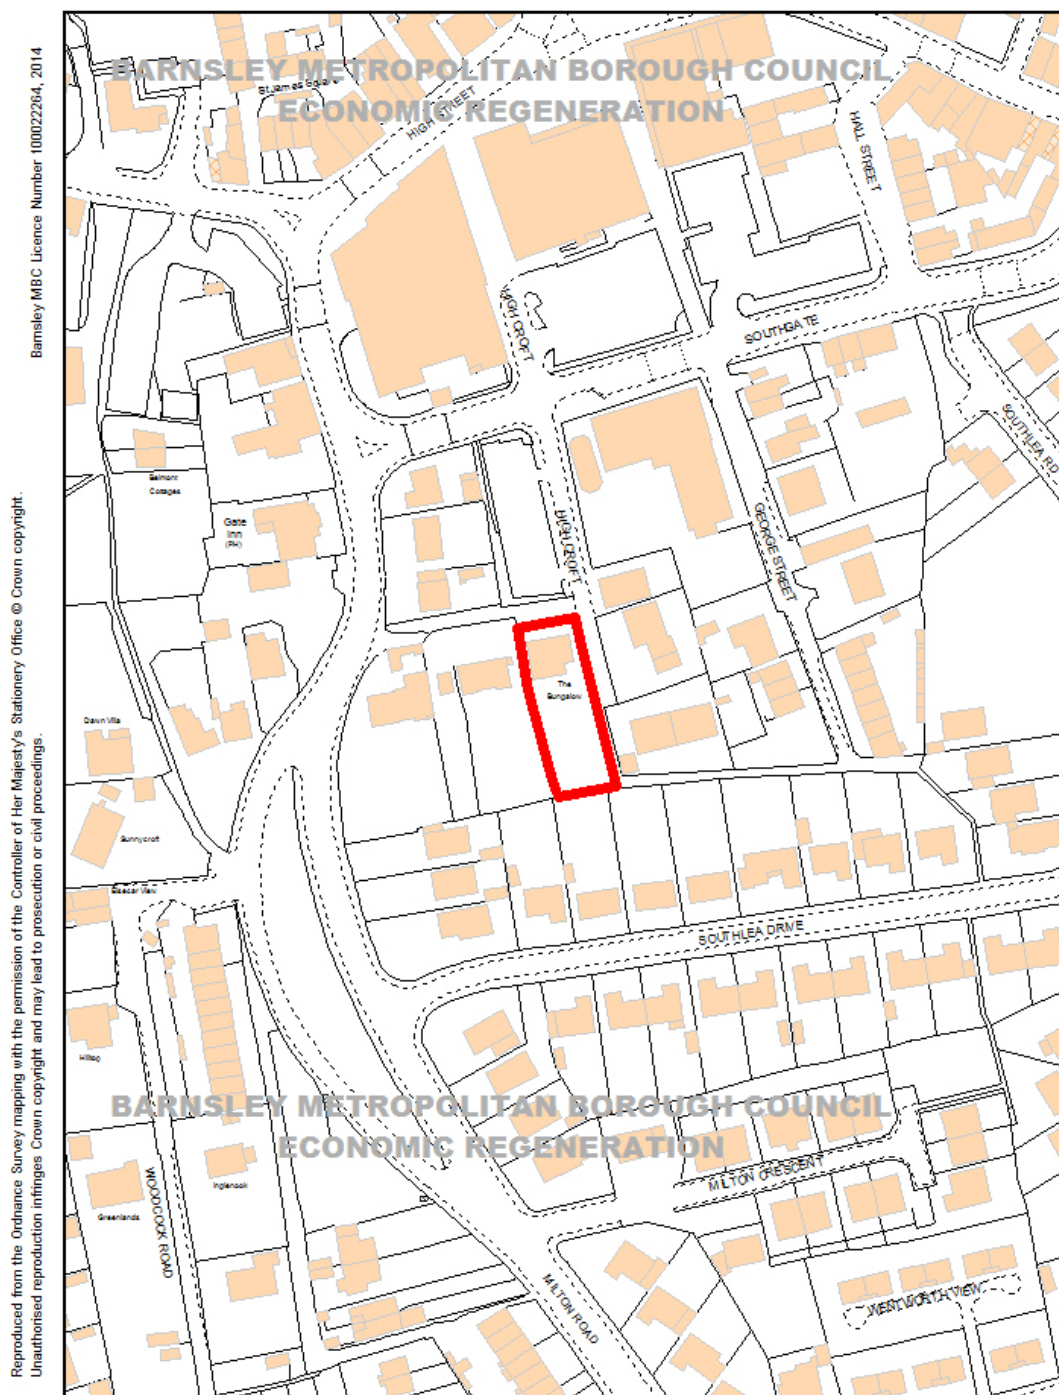 Barnsley MBC Licence Number 100022264, 2014
Reproduced from the Ordnance Survey mapping with the permission of the Controller of Her Majesty's Stationery Office © Crown copyright.
Unauthorised reproduction infringes Crown copyright and may lead to prosecution or civil proceedings.
BARNSLEY METROPOLITAN BOROUGH COUNCIL
ECONOMIC REGENERATION
St James Square
HIGH STREET
HALL STREET
HIGH CROFT
SOUTHGATE
SOUTHLEA RD
Belmont
Cottages
Gate
Inn
(PH)
HIGH CROFT
GEORGE STREET
The
Bungalow
Dawn Villa
Sunnycroft
Elsecar View
SOUTHLEA DRIVE
Hilltop
BARNSLEY METROPOLITAN BOROUGH COUNCIL
ECONOMIC REGENERATION
Inglenook
Greenlands
WOODCOCK ROAD
MILTON CRESCENT
MILTON ROAD
WENTWORTH VIEW